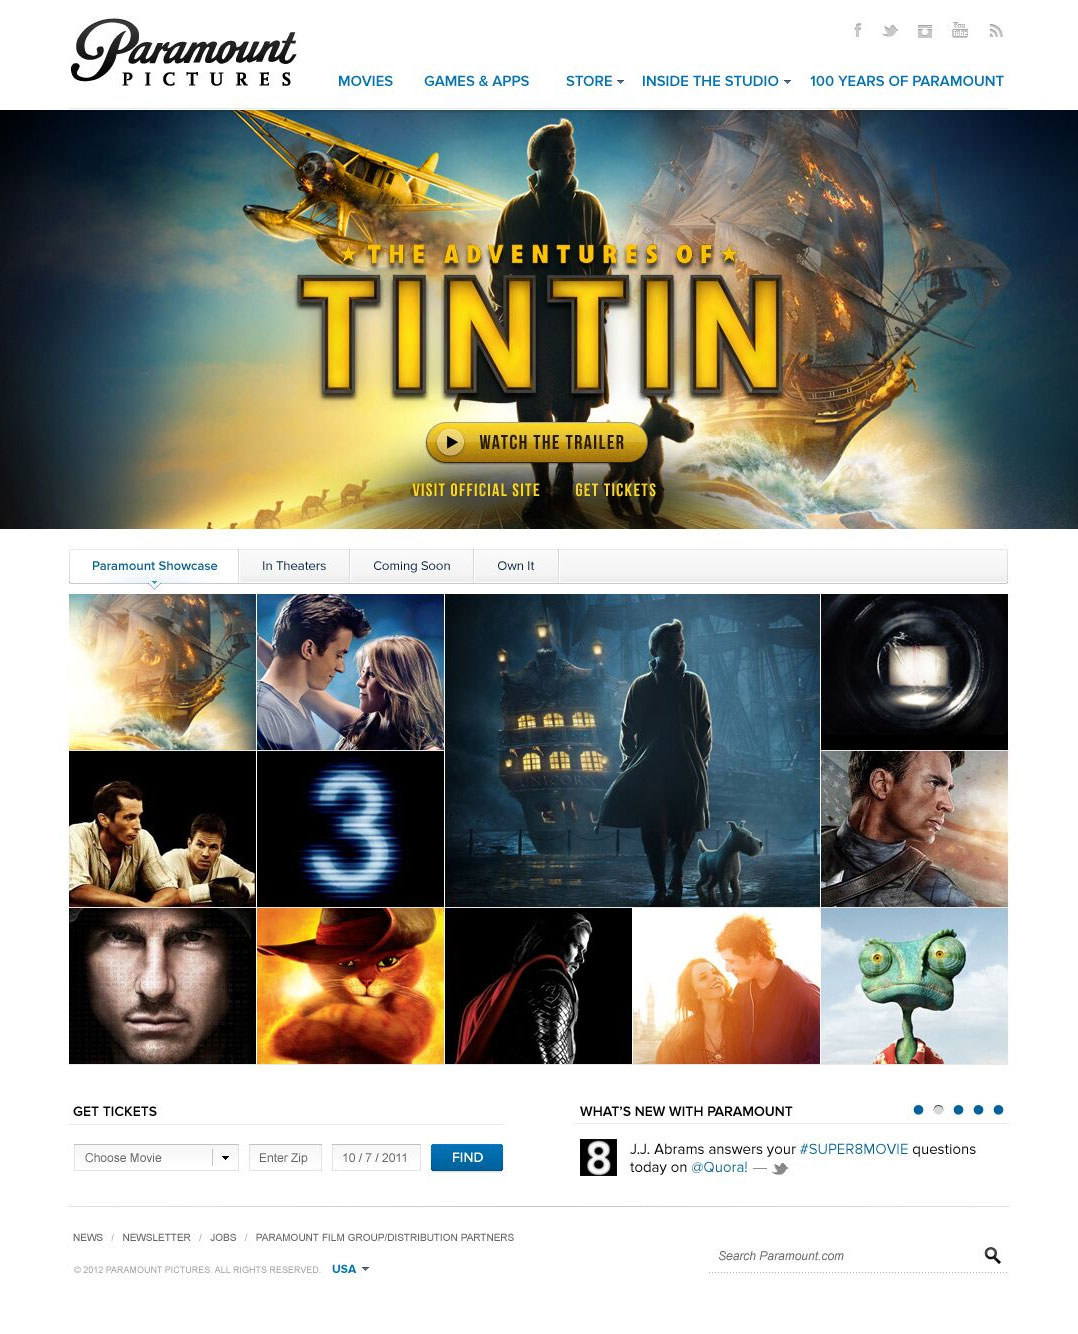 Paramount
PICTURES
MOVIES GAMES & APPS STORE INSIDE THE STUDIO 100 YEARS OF PARAMOUNT
You Tube
THE ADVENTURES OF
TINTIN
WATCH THE TRAILER
VISIT OFFICIAL SITE GET TICKETS
Paramount Showcase In Theaters Coming Soon Own It
UNICORN
3
GET TICKETS
Choose Movie Enter Zip 10 / 7 / 2011 FIND
WHAT'S NEW WITH PARAMOUNT
8
J.J. Abrams answers your #SUPER8MOVIE questions
today on @Quora! —
NEWS / NEWSLETTER / JOBS / PARAMOUNT FILM GROUP/DISTRIBUTION PARTNERS
© 2012 PARAMOUNT PICTURES. ALL RIGHTS RESERVED. USA
Search Paramount.com